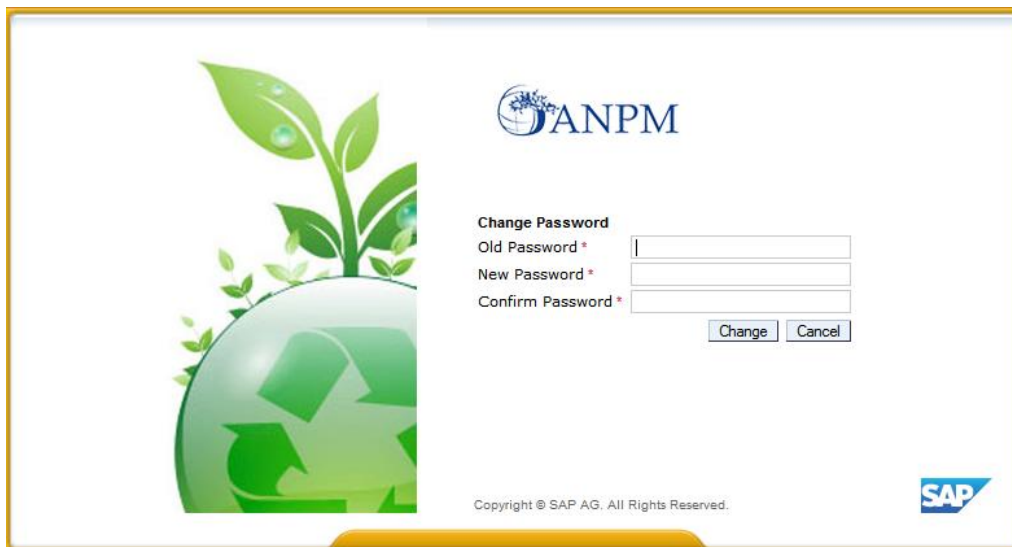 ANPM
Change Password
Old Password *
New Password *
Confirm Password *
Change Cancel
Copyright © SAP AG. All Rights Reserved.
SAP